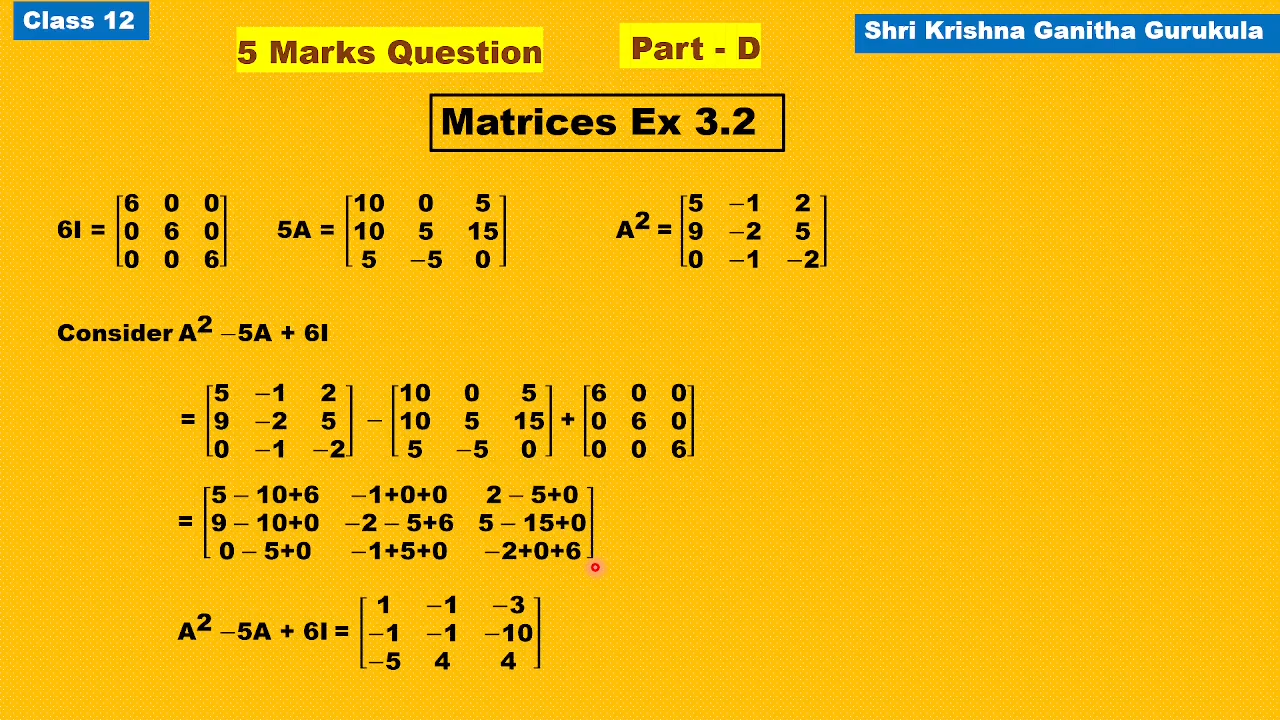 Class 12
5 Marks Question Part - D
Shri Krishna Ganitha Gurukula
Matrices Ex 3.2
6I = [6 0 0 5A = [10 0 5 A² = [5 −1 2
0 6 0 10 5 15 9 −2 5
0 0 6] 5 −5 0] 0 −1 −2]
Consider A² −5A + 6I
= [5 −1 2 − [10 0 5 + [6 0 0
9 −2 5 10 5 15 0 6 0
0 −1 −2] 5 −5 0] 0 0 6]
= [5 − 10+6 −1+0+0 2 − 5+0
9 − 10+0 −2 − 5+6 5 − 15+0
0 − 5+0 −1+5+0 −2+0+6]
A² −5A + 6I = [1 −1 −3
−1 −1 −10
−5 4 4]